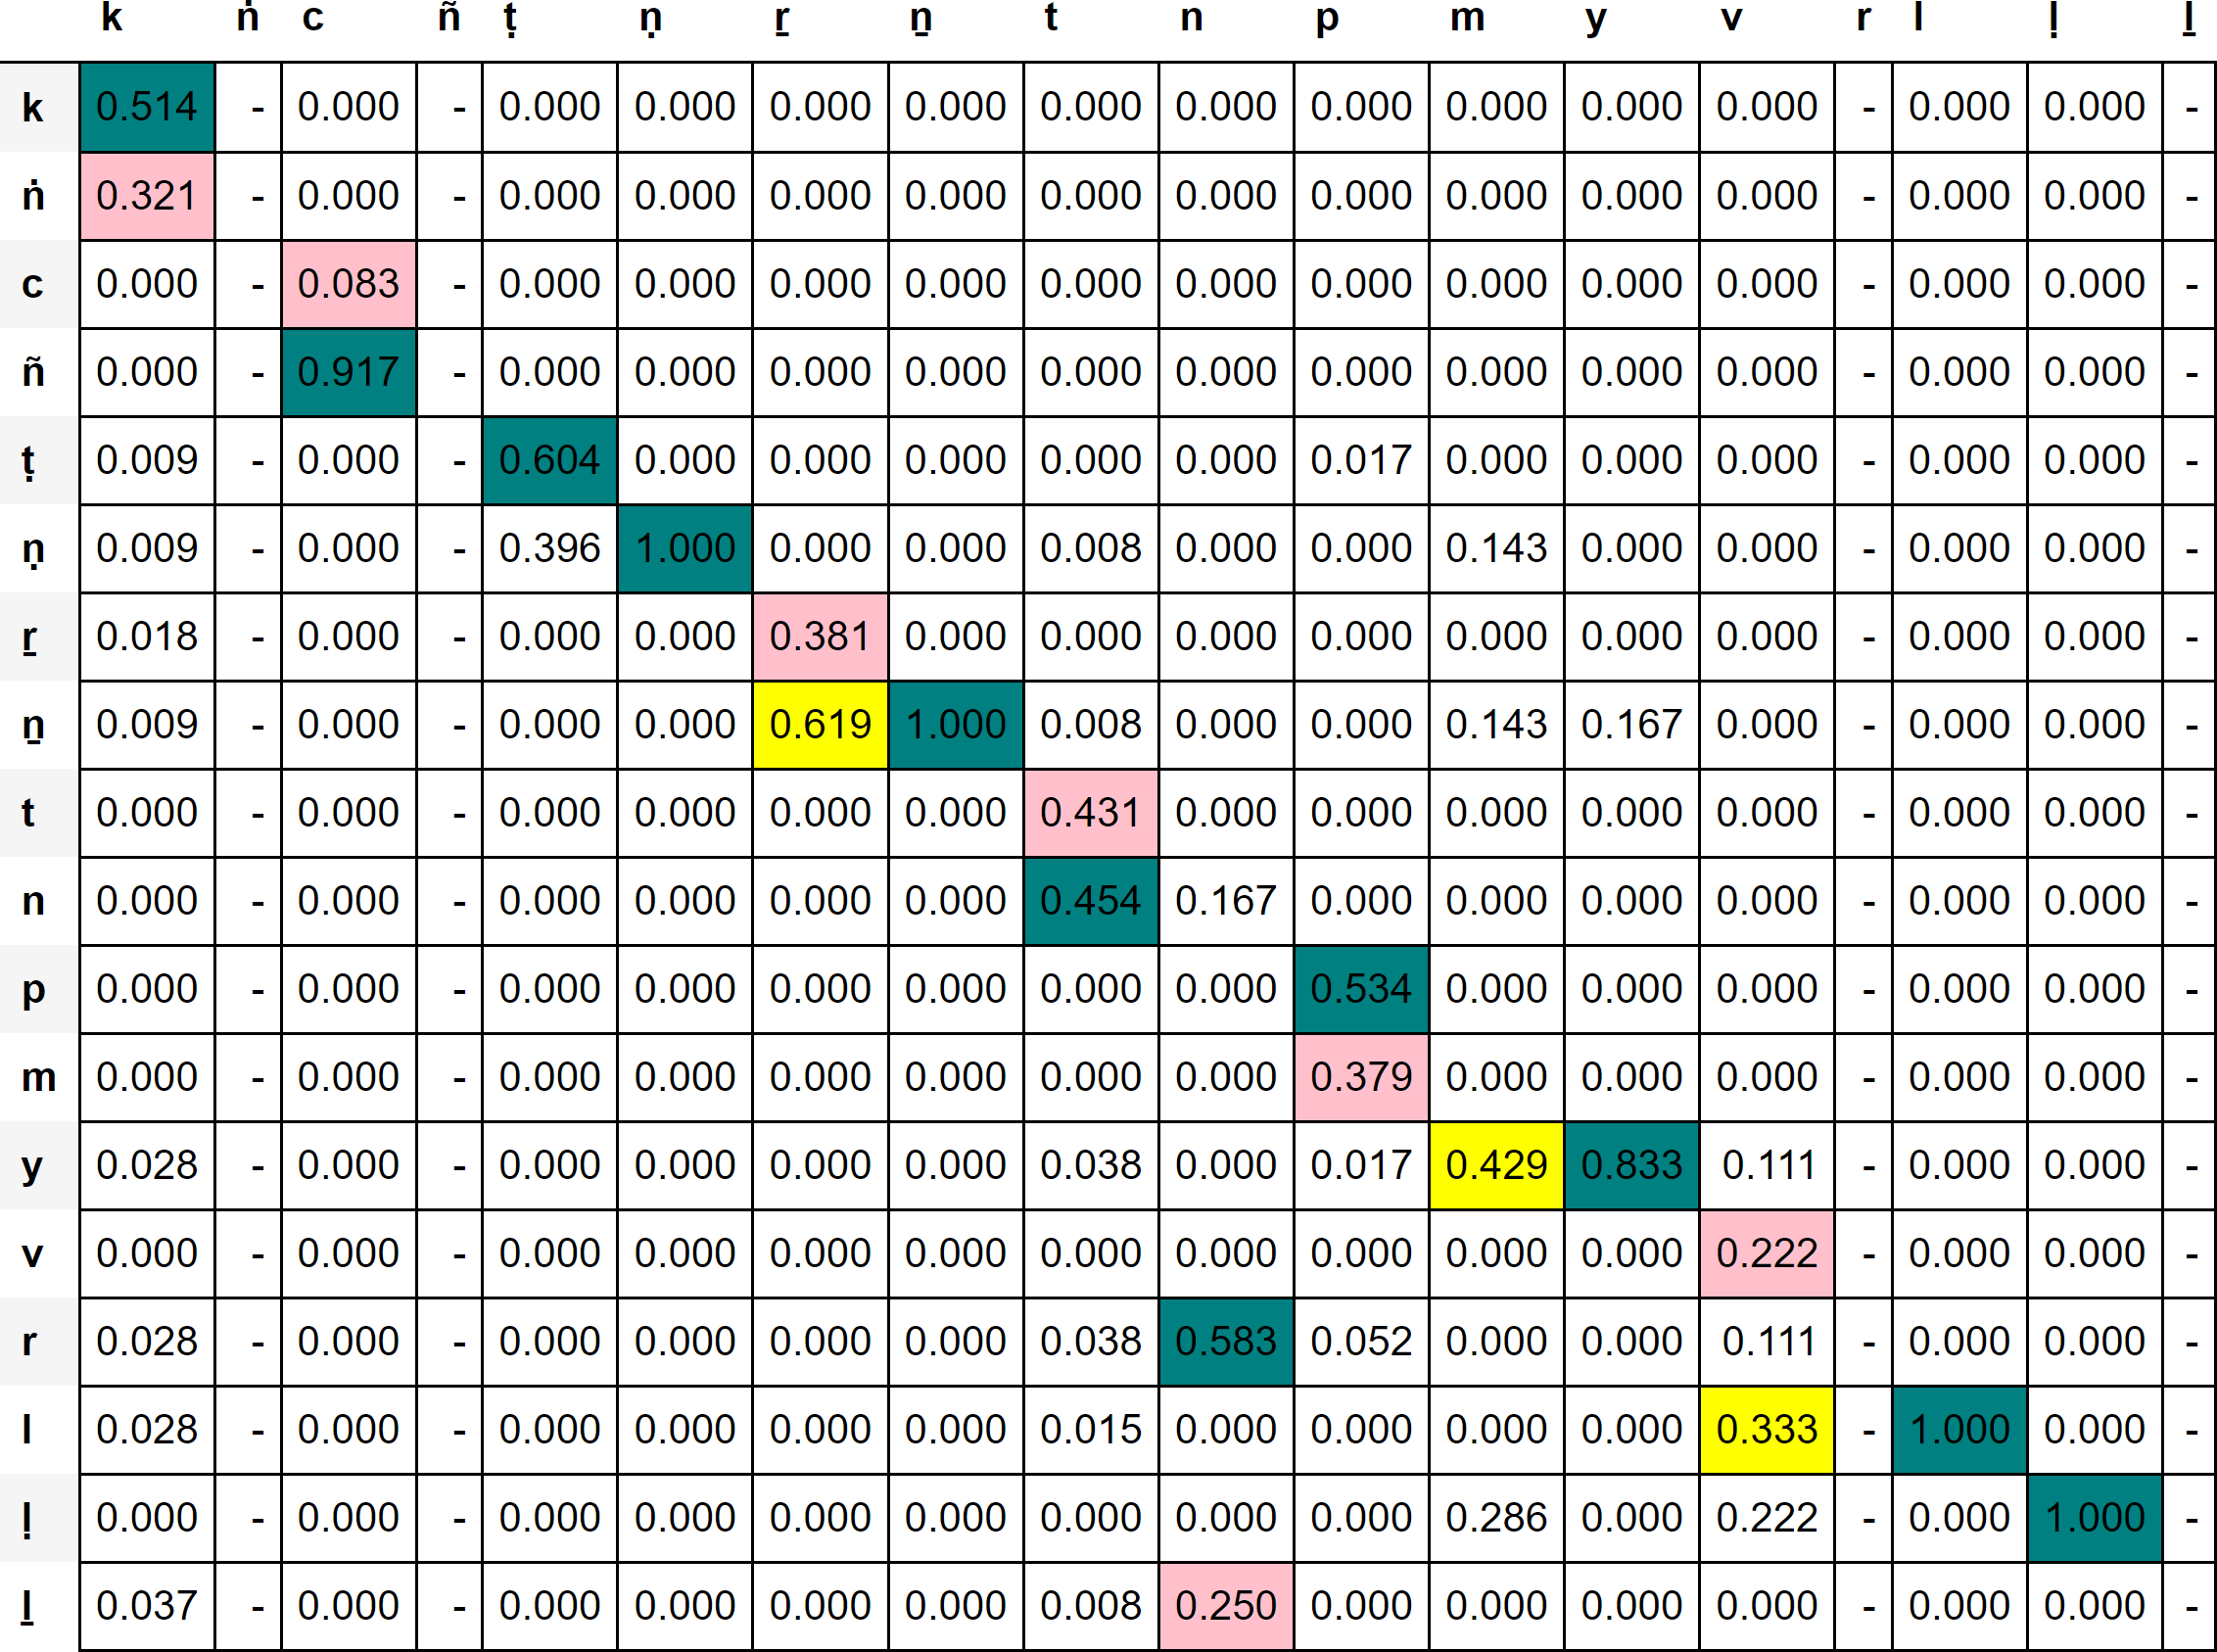 k ṅ c ñ ṭ ṇ ṟ ṉ t n p m y v r l ḷ ḻ
k 0.514 - 0.000 - 0.000 0.000 0.000 0.000 0.000 0.000 0.000 0.000 0.000 0.000 - 0.000 0.000 -
ṅ 0.321 - 0.000 - 0.000 0.000 0.000 0.000 0.000 0.000 0.000 0.000 0.000 0.000 - 0.000 0.000 -
c 0.000 - 0.083 - 0.000 0.000 0.000 0.000 0.000 0.000 0.000 0.000 0.000 0.000 - 0.000 0.000 -
ñ 0.000 - 0.917 - 0.000 0.000 0.000 0.000 0.000 0.000 0.000 0.000 0.000 0.000 - 0.000 0.000 -
ṭ 0.009 - 0.000 - 0.604 0.000 0.000 0.000 0.000 0.000 0.017 0.000 0.000 0.000 - 0.000 0.000 -
ṇ 0.009 - 0.000 - 0.396 1.000 0.000 0.000 0.008 0.000 0.000 0.143 0.000 0.000 - 0.000 0.000 -
ṟ 0.018 - 0.000 - 0.000 0.000 0.381 0.000 0.000 0.000 0.000 0.000 0.000 0.000 - 0.000 0.000 -
ṉ 0.009 - 0.000 - 0.000 0.000 0.619 1.000 0.008 0.000 0.000 0.143 0.167 0.000 - 0.000 0.000 -
t 0.000 - 0.000 - 0.000 0.000 0.000 0.000 0.431 0.000 0.000 0.000 0.000 0.000 - 0.000 0.000 -
n 0.000 - 0.000 - 0.000 0.000 0.000 0.000 0.454 0.167 0.000 0.000 0.000 0.000 - 0.000 0.000 -
p 0.000 - 0.000 - 0.000 0.000 0.000 0.000 0.000 0.000 0.534 0.000 0.000 0.000 - 0.000 0.000 -
m 0.000 - 0.000 - 0.000 0.000 0.000 0.000 0.000 0.000 0.379 0.000 0.000 0.000 - 0.000 0.000 -
y 0.028 - 0.000 - 0.000 0.000 0.000 0.000 0.038 0.000 0.017 0.429 0.833 0.111 - 0.000 0.000 -
v 0.000 - 0.000 - 0.000 0.000 0.000 0.000 0.000 0.000 0.000 0.000 0.000 0.222 - 0.000 0.000 -
r 0.028 - 0.000 - 0.000 0.000 0.000 0.000 0.038 0.583 0.052 0.000 0.000 0.111 - 0.000 0.000 -
l 0.028 - 0.000 - 0.000 0.000 0.000 0.000 0.015 0.000 0.000 0.000 0.000 0.333 - 1.000 0.000 -
ḷ 0.000 - 0.000 - 0.000 0.000 0.000 0.000 0.000 0.000 0.000 0.286 0.000 0.222 - 0.000 1.000 -
ḻ 0.037 - 0.000 - 0.000 0.000 0.000 0.000 0.008 0.250 0.000 0.000 0.000 0.000 - 0.000 0.000 -